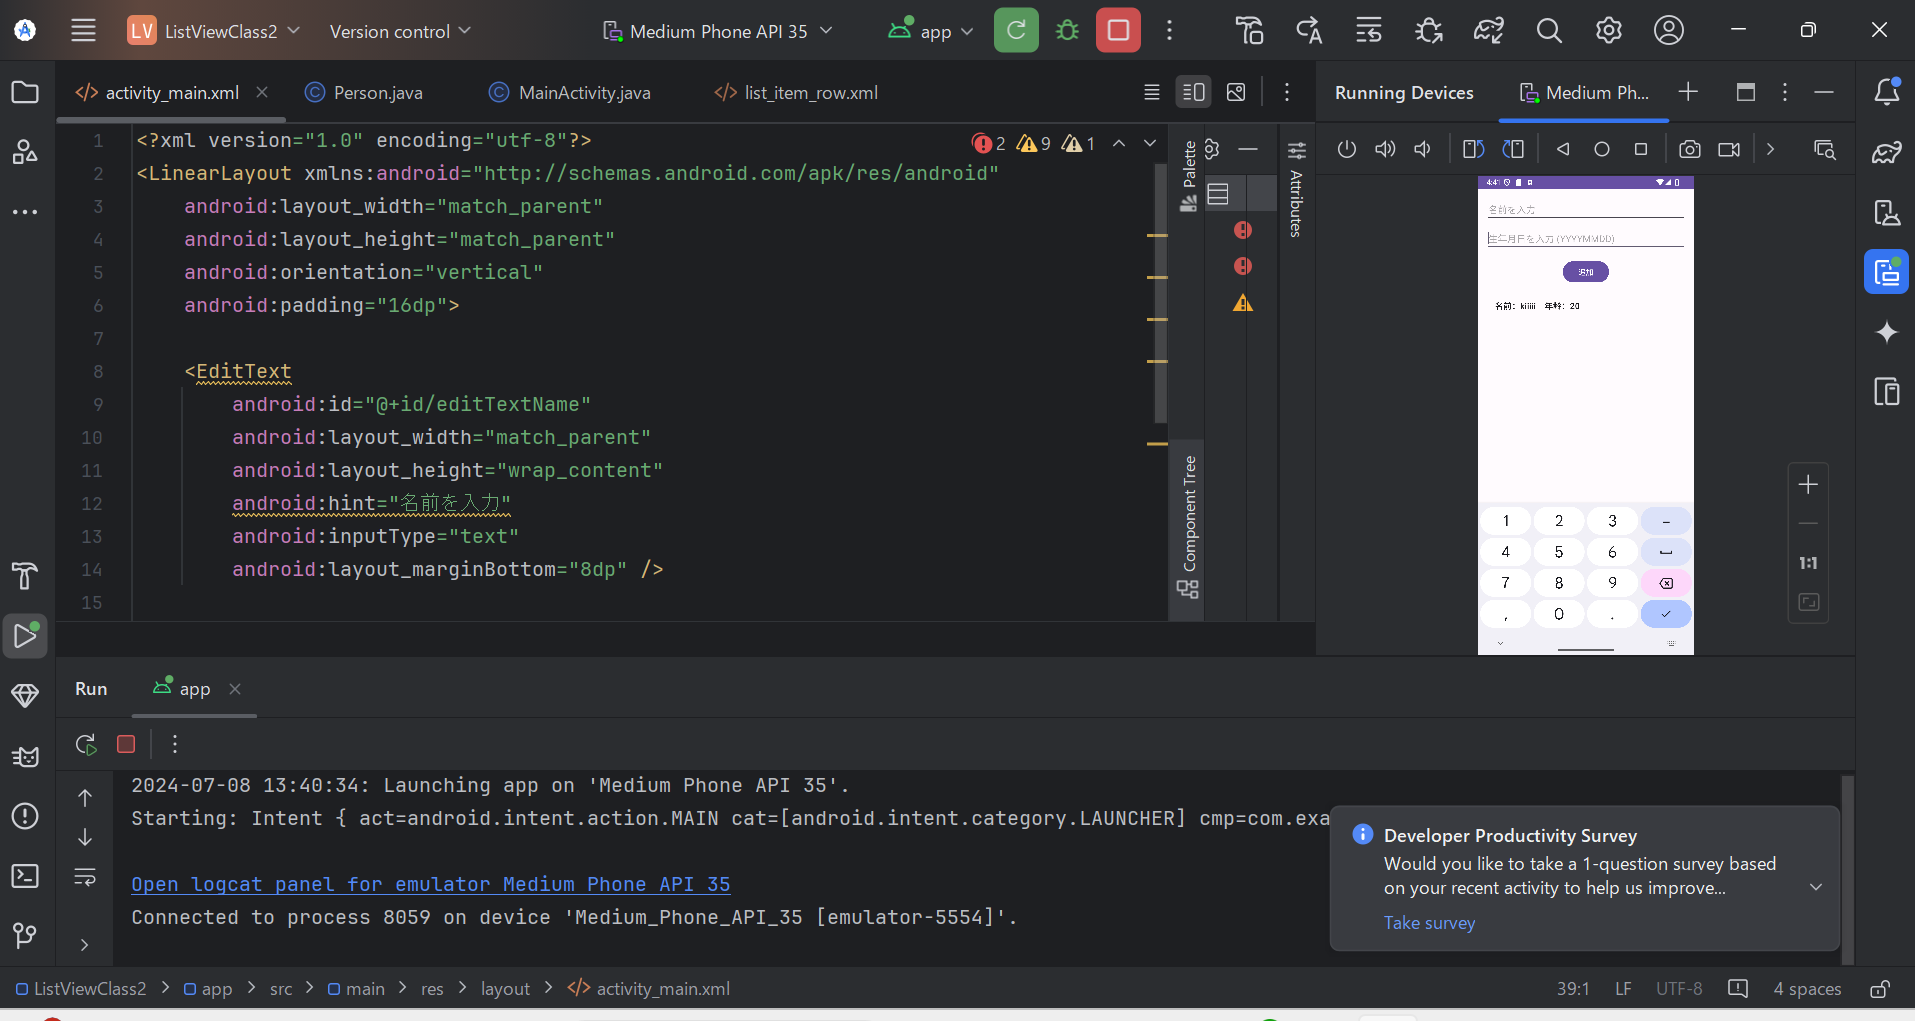 LV ListViewClass2 Version control Medium Phone API 35 app
activity_main.xml Person.java MainActivity.java list_item_row.xml
Running Devices Medium Ph...
1 <?xml version="1.0" encoding="utf-8"?>
2 9 1
2 <LinearLayout xmlns:android="http://schemas.android.com/apk/res/android"
3 android:layout_width="match_parent"
4 android:layout_height="match_parent"
5 android:orientation="vertical"
6 android:padding="16dp">
7
8 <EditText
9 android:id="@+id/editTextName"
10 android:layout_width="match_parent"
11 android:layout_height="wrap_content"
12 android:hint="名前を入力"
13 android:inputType="text"
14 android:layout_marginBottom="8dp" />
15
Palette
Component Tree
Attributes
4:41
名前を入力
生年月日を入力 (YYYYMMDD)
追加
名前: kiiiii 年齢: 20
1 2 3 -
4 5 6
7 8 9
, 0 .
1:1
Run app
2024-07-08 13:40:34: Launching app on 'Medium Phone API 35'.
Starting: Intent { act=android.intent.action.MAIN cat=[android.intent.category.LAUNCHER] cmp=com.exa
Open logcat panel for emulator Medium Phone API 35
Connected to process 8059 on device 'Medium_Phone_API_35 [emulator-5554]'.
Developer Productivity Survey
Would you like to take a 1-question survey based
on your recent activity to help us improve...
Take survey
ListViewClass2 > app > src > main > res > layout > activity_main.xml
39:1 LF UTF-8 4 spaces